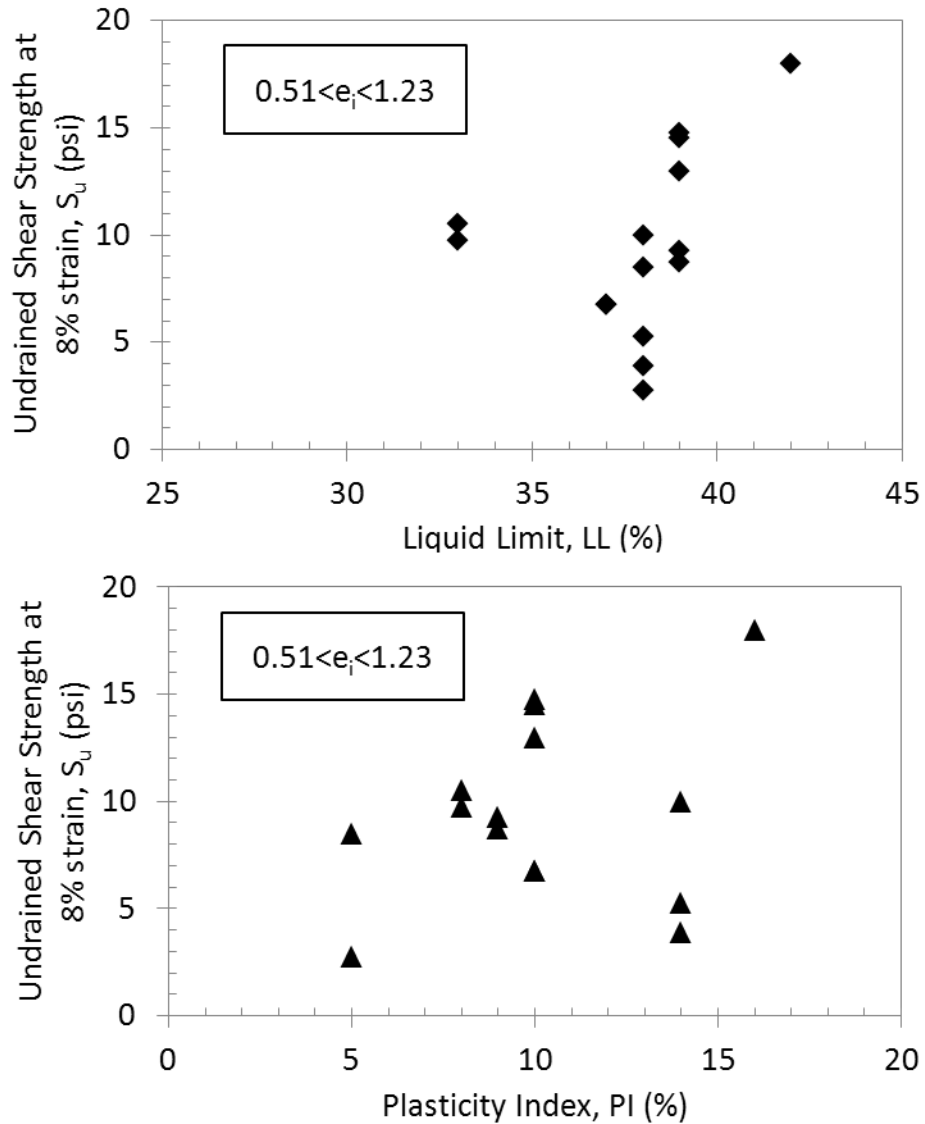 Undrained Shear Strength at
8% strain, Su (psi)
20
15
10
5
0
0.51<ei<1.23
25 30 35 40 45
Liquid Limit, LL (%)
Undrained Shear Strength at
8% strain, Su (psi)
20
15
10
5
0
0.51<ei<1.23
0 5 10 15 20
Plasticity Index, PI (%)